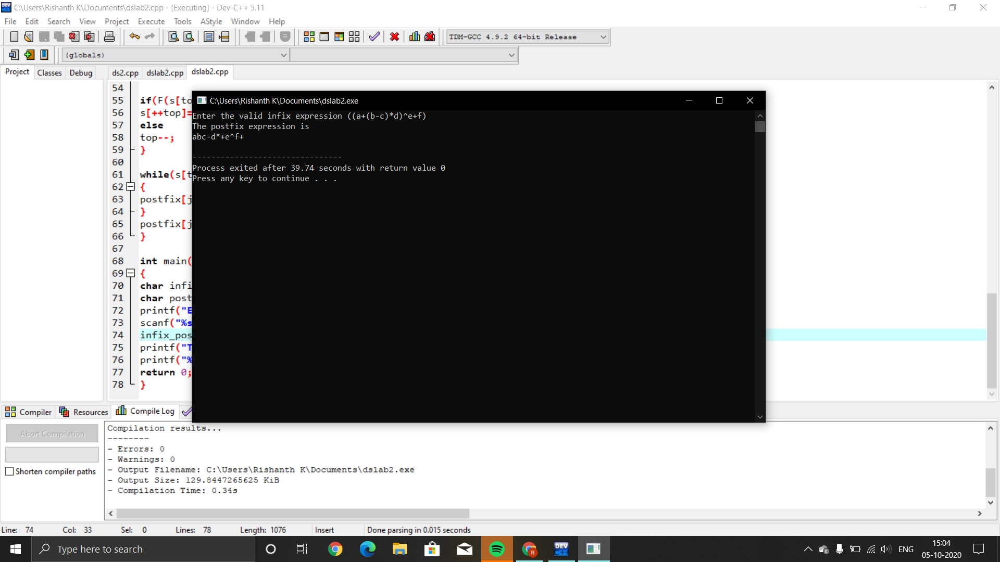 C:\Users\Rishanth K\Documents\dslab2.cpp - [Executing] - Dev-C++ 5.11
File Edit Search View Project Execute Tools AStyle Window Help
TDM-GCC 4.9.2 64-bit Release
(globals)
Project Classes Debug ds2.cpp dslab2.cpp dslab2.cpp
54
55 if(F(s[to
56 s[++top]=
57 else
58 top--;
59 }
60
61 while(s[t
62 {
63 postfix[j
64 }
65 postfix[j
66 }
67
68 int main(
69 {
70 char infi
71 char post
72 printf("E
73 scanf("%s
74 infix_pos
75 printf("T
76 printf("%
77 return 0;
78 }
C:\Users\Rishanth K\Documents\dslab2.exe
Enter the valid infix expression ((a+(b-c)*d)^e+f)
The postfix expression is
abc-d*+e^f+
--------------------------------
Process exited after 39.74 seconds with return value 0
Press any key to continue . . .
Compiler Resources Compile Log
Abort Compilation
Shorten compiler paths
Compilation results...
--------
- Errors: 0
- Warnings: 0
- Output Filename: C:\Users\Rishanth K\Documents\dslab2.exe
- Output Size: 129.8447265625 KiB
- Compilation Time: 0.34s
Line: 74 Col: 33 Sel: 0 Lines: 78 Length: 1076 Insert Done parsing in 0.015 seconds
Type here to search
R
DEV C++
ENG
15:04
05-10-2020